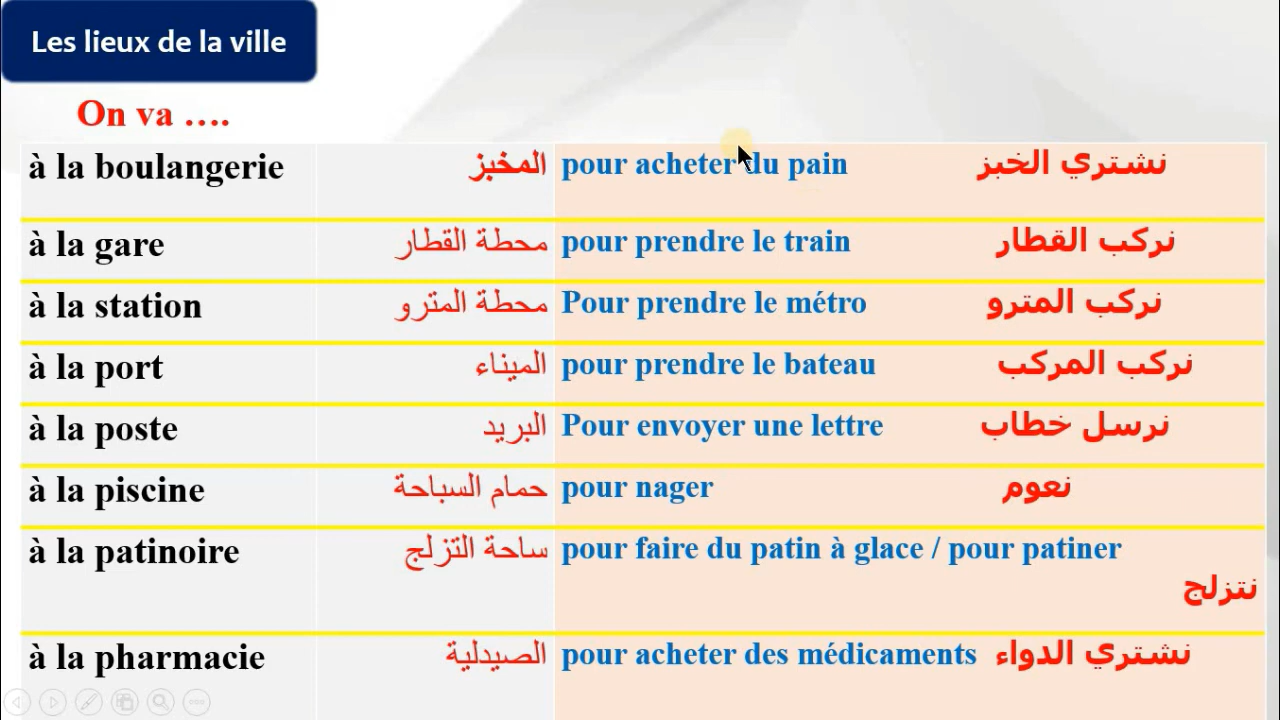 Les lieux de la ville
On va ....
à la boulangerie المخبز pour acheter du pain نشتري الخبز
à la gare محطة القطار pour prendre le train نركب القطار
à la station محطة المترو Pour prendre le métro نركب المترو
à la port الميناء pour prendre le bateau نركب المركب
à la poste البريد Pour envoyer une lettre نرسل خطاب
à la piscine حمام السباحة pour nager نعوم
à la patinoire ساحة التزلج pour faire du patin à glace / pour patiner
نتزلج
à la pharmacie الصيدلية pour acheter des médicaments نشتري الدواء